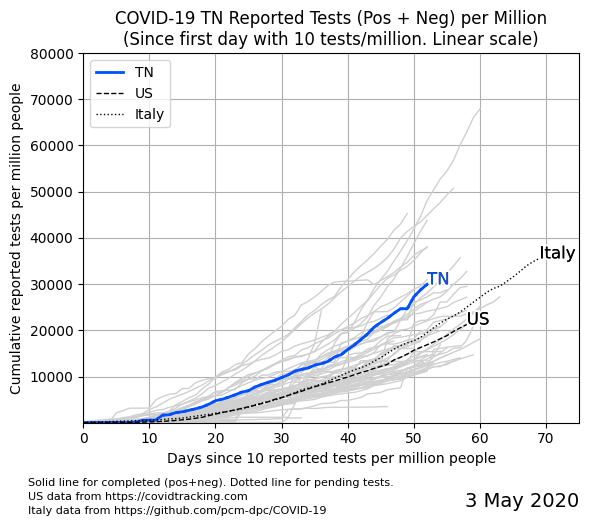 COVID-19 TN Reported Tests (Pos + Neg) per Million
(Since first day with 10 tests/million. Linear scale)
80000
70000
60000
50000
40000
30000
20000
10000
Cumulative reported tests per million people
TN
US
Italy
TN
Italy
US
0 10 20 30 40 50 60 70
Days since 10 reported tests per million people
Solid line for completed (pos+neg). Dotted line for pending tests.
US data from https://covidtracking.com
Italy data from https://github.com/pcm-dpc/COVID-19
3 May 2020